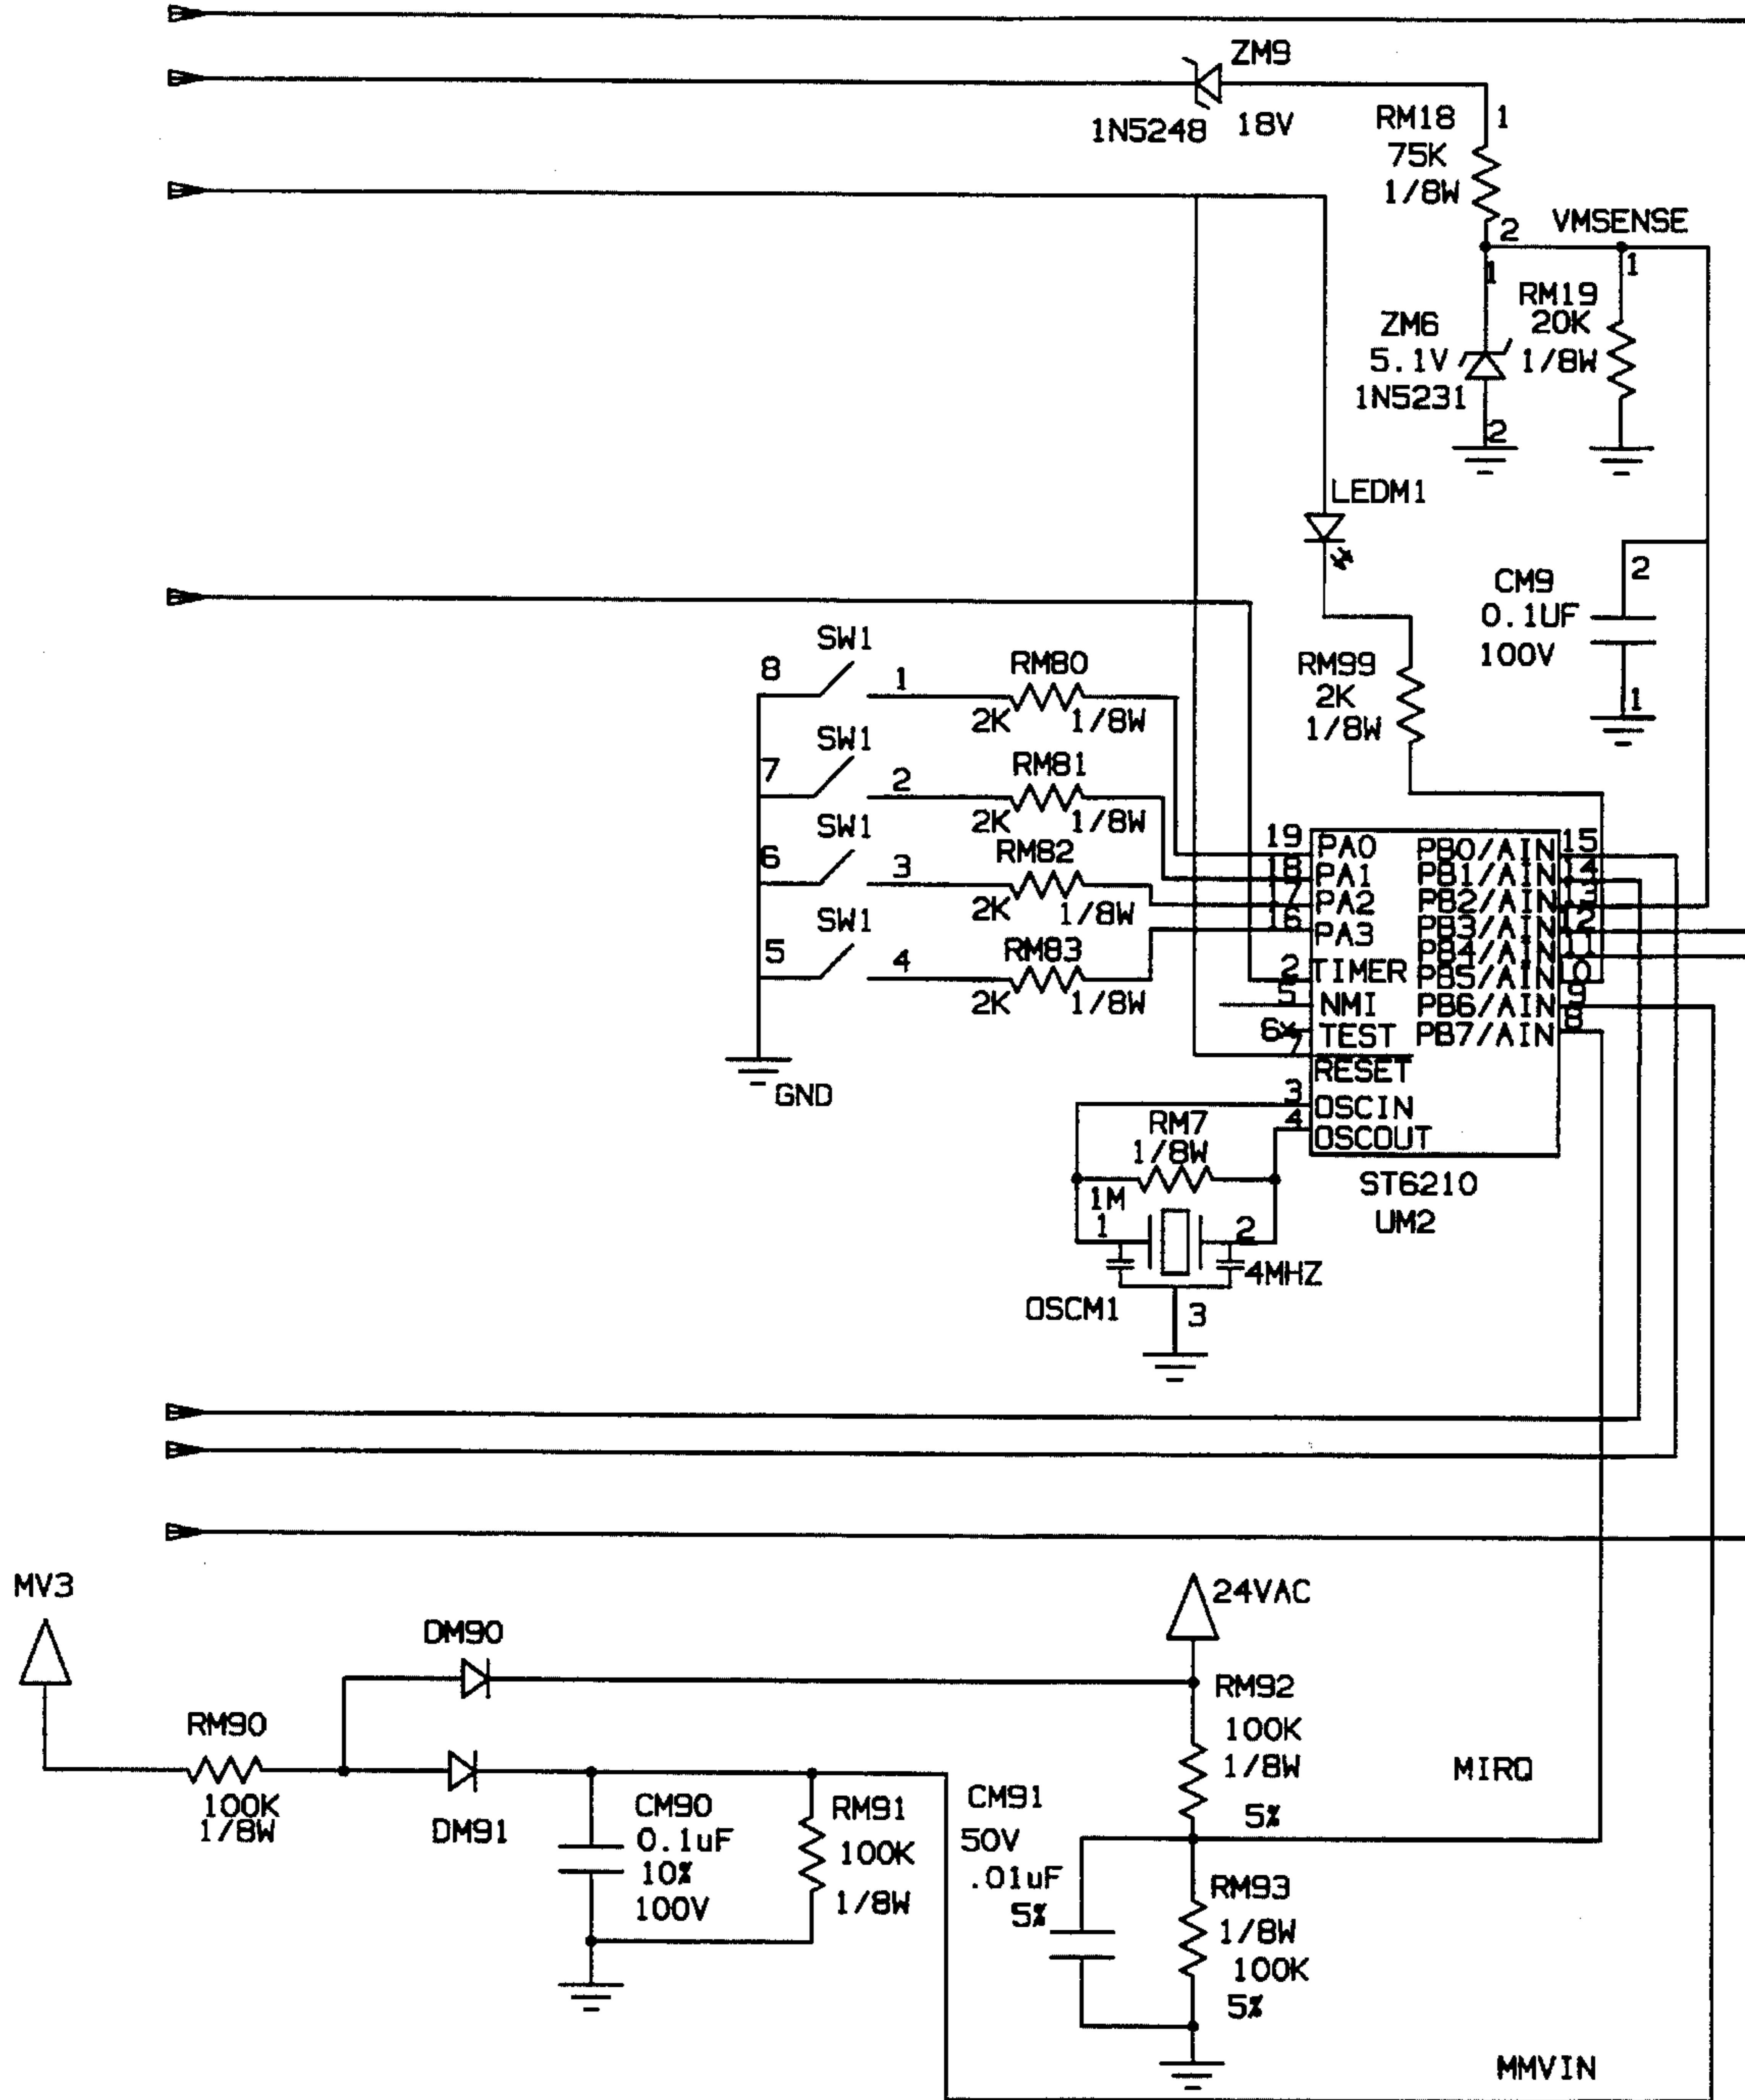 ZM9
1N5248 18V
RM18
75K
1/8W
1
2
VMSENSE
1
1
RM19
20K
1/8W
ZM6
5.1V
1N5231
2
LEDM1
CM9
0.1UF
100V
2
1
RM99
2K
1/8W
8
SW1
1
RM80
2K 1/8W
7
SW1
2
RM81
2K 1/8W
6
SW1
3
RM82
2K 1/8W
5
SW1
4
RM83
2K 1/8W
GND
19 PA0 PB0/AIN 15
18 PA1 PB1/AIN 14
17 PA2 PB2/AIN 13
16 PA3 PB3/AIN 12
PB4/AIN 11
2 TIMER PB5/AIN 10
5 NMI PB6/AIN 9
6x TEST PB7/AIN 8
7 RESET
3 OSCIN
4 OSCOUT
ST6210
UM2
RM7
1/8W
1M
1
2
4MHZ
OSCM1
3
MV3
24VAC
DM90
RM90
100K
1/8W
DM91
CM90
0.1uF
10%
100V
RM91
100K
1/8W
CM91
50V
.01uF
5%
RM92
100K
1/8W
5%
MIRQ
RM93
1/8W
100K
5%
MMVIN